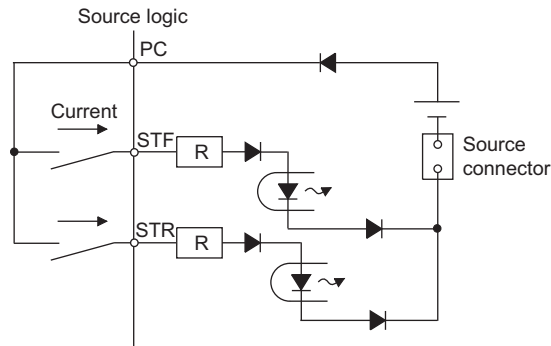 Source logic
PC
Current
STF
R
Source
connector
STR
R